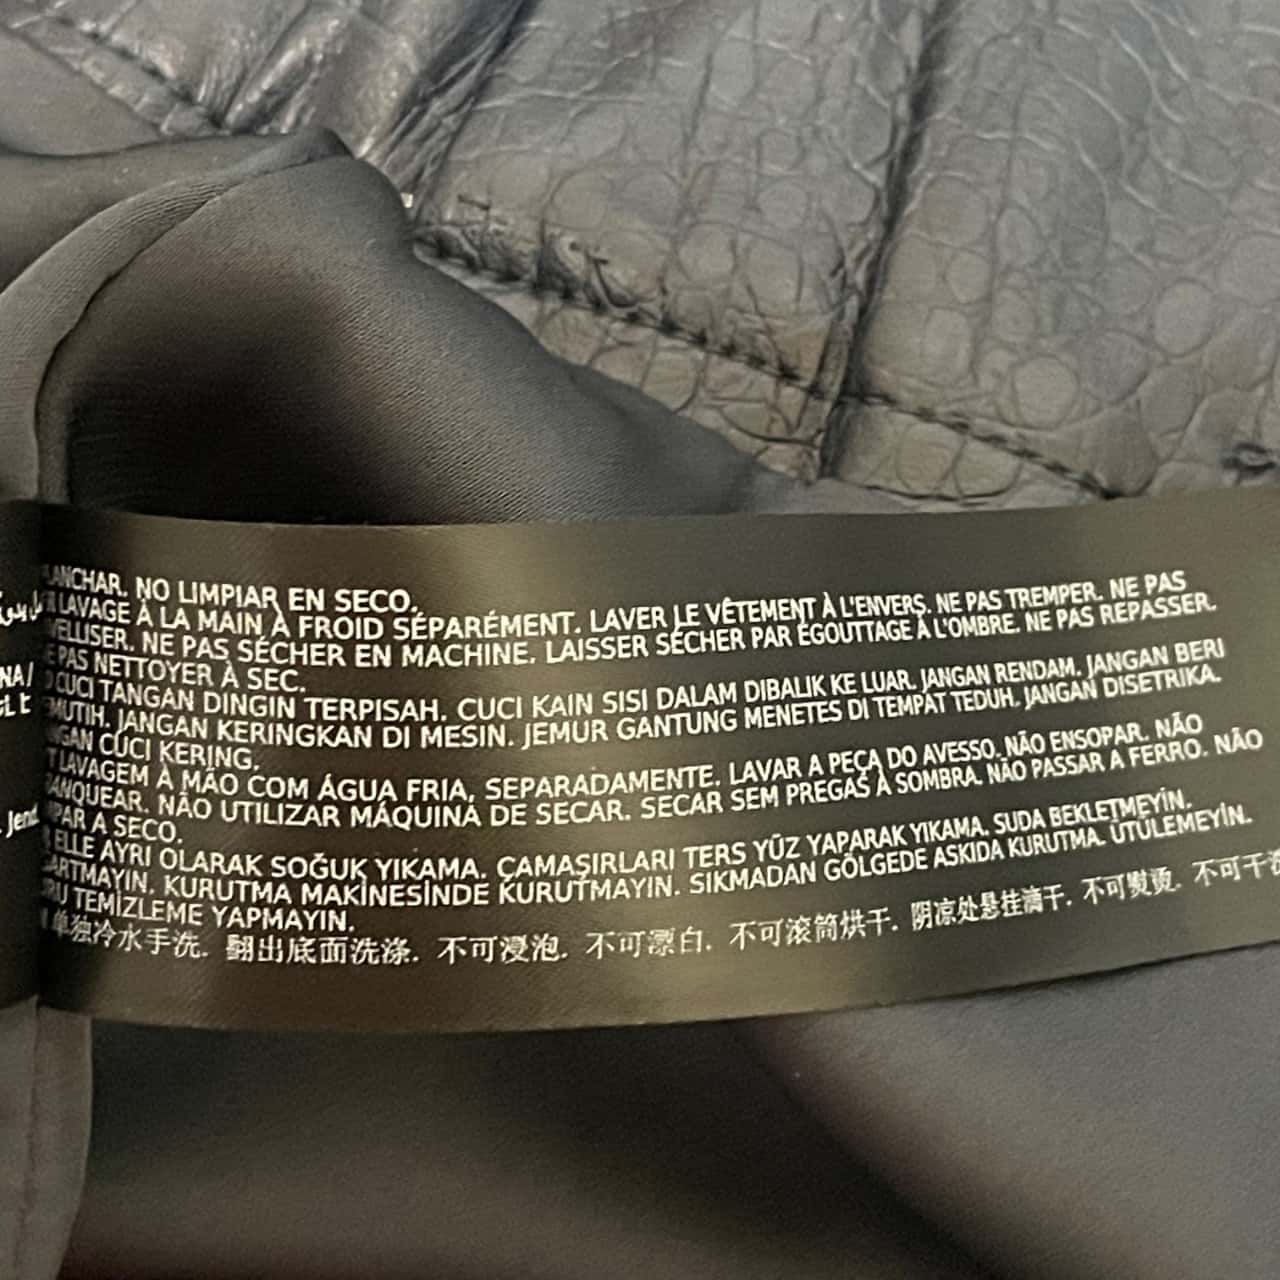 PLANCHAR. NO LIMPIAR EN SECO.
LAVAGE À LA MAIN À FROID SÉPARÉMENT. LAVER LE VÊTEMENT À L'ENVERS. NE PAS TREMPER. NE PAS
NE PAS SÉCHER EN MACHINE. LAISSER SÉCHER PAR ÉGOUTTAGE À L'OMBRE. NE PAS REPASSER.
PAS NETTOYER À SEC.
CUCI TANGAN DINGIN TERPISAH. CUCI KAIN SISI DALAM DIBALIK KE LUAR. JANGAN RENDAM. JANGAN BERI
JANGAN KERINGKAN DI MESIN. JEMUR GANTUNG MENETES DI TEMPAT TEDUH. JANGAN DISETRIKA.
CUCI KERING.
LAVAGEM À MÃO COM ÁGUA FRIA, SEPARADAMENTE. LAVAR A PEÇA DO AVESSO. NÃO ENSOPAR. NÃO
NÃO UTILIZAR MÁQUINA DE SECAR. SECAR SEM PREGAS À SOMBRA. NÃO PASSAR A FERRO. NÃO
A SECO.
ELLE AYRI OLARAK SOĞUK YIKAMA. ÇAMAŞIRLARI TERS YÜZ YAPARAK YIKAMA. SUDA BEKLETMEYİN.
KURUTMA MAKİNESİNDE KURUTMAYIN. SIKMADAN GÖLGEDE ASKIDA KURUTMA. ÜTÜLEMEYİN.
TEMİZLEME YAPMAYIN.
单独冷水手洗. 翻出底面洗涤. 不可浸泡. 不可漂白. 不可滚筒烘干. 阴凉处悬挂滴干. 不可熨烫. 不可干